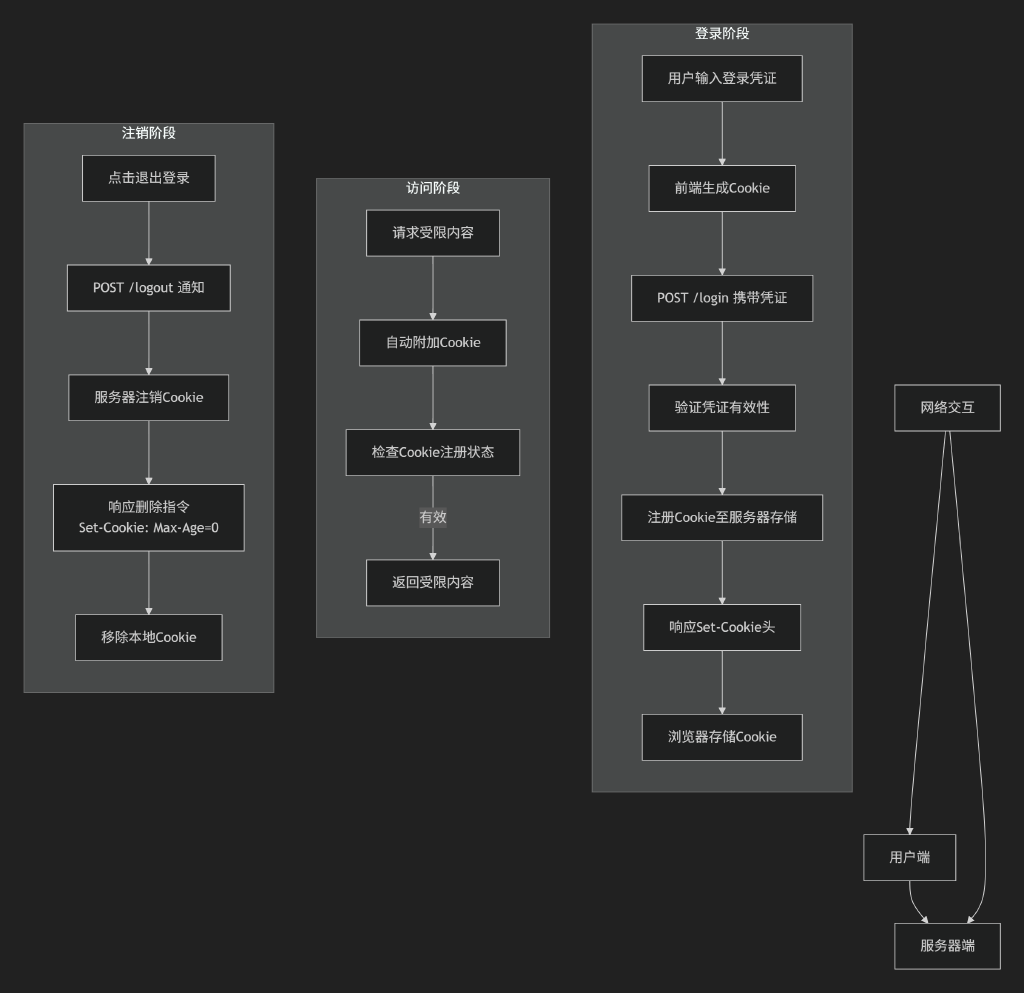 注销阶段
点击退出登录
POST /logout 通知
服务器注销Cookie
响应删除指令
Set-Cookie: Max-Age=0
移除本地Cookie
访问阶段
请求受限内容
自动附加Cookie
检查Cookie注册状态
有效
返回受限内容
登录阶段
用户输入登录凭证
前端生成Cookie
POST /login 携带凭证
验证凭证有效性
注册Cookie至服务器存储
响应Set-Cookie头
浏览器存储Cookie
网络交互
用户端
服务器端